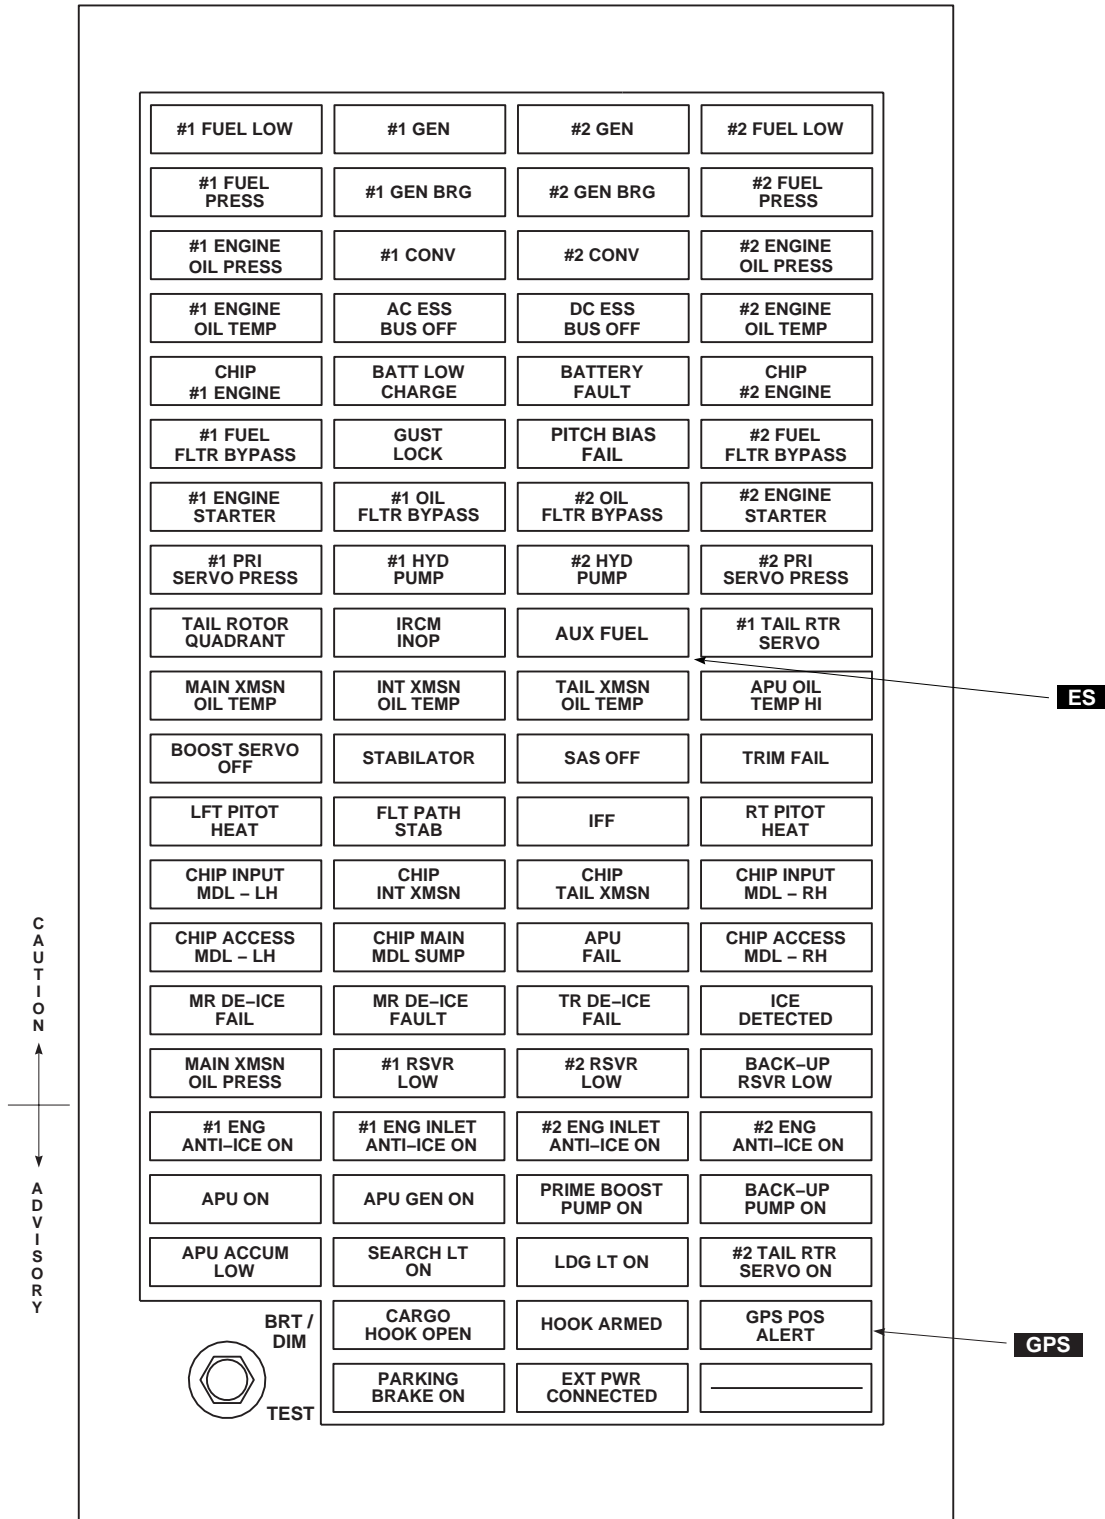 #1 FUEL LOW
#1 GEN
#2 GEN
#2 FUEL LOW
#1 FUEL
PRESS
#1 GEN BRG
#2 GEN BRG
#2 FUEL
PRESS
#1 ENGINE
OIL PRESS
#1 CONV
#2 CONV
#2 ENGINE
OIL PRESS
#1 ENGINE
OIL TEMP
AC ESS
BUS OFF
DC ESS
BUS OFF
#2 ENGINE
OIL TEMP
CHIP
#1 ENGINE
BATT LOW
CHARGE
BATTERY
FAULT
CHIP
#2 ENGINE
#1 FUEL
FLTR BYPASS
GUST
LOCK
PITCH BIAS
FAIL
#2 FUEL
FLTR BYPASS
#1 ENGINE
STARTER
#1 OIL
FLTR BYPASS
#2 OIL
FLTR BYPASS
#2 ENGINE
STARTER
#1 PRI
SERVO PRESS
#1 HYD
PUMP
#2 HYD
PUMP
#2 PRI
SERVO PRESS
TAIL ROTOR
QUADRANT
IRCM
INOP
AUX FUEL
#1 TAIL RTR
SERVO
ES
MAIN XMSN
OIL TEMP
INT XMSN
OIL TEMP
TAIL XMSN
OIL TEMP
APU OIL
TEMP HI
BOOST SERVO
OFF
STABILATOR
SAS OFF
TRIM FAIL
LFT PITOT
HEAT
FLT PATH
STAB
IFF
RT PITOT
HEAT
CHIP INPUT
MDL – LH
CHIP
INT XMSN
CHIP
TAIL XMSN
CHIP INPUT
MDL – RH
CAUTION
CHIP ACCESS
MDL – LH
CHIP MAIN
MDL SUMP
APU
FAIL
CHIP ACCESS
MDL – RH
MR DE–ICE
FAIL
MR DE–ICE
FAULT
TR DE–ICE
FAIL
ICE
DETECTED
MAIN XMSN
OIL PRESS
#1 RSVR
LOW
#2 RSVR
LOW
BACK–UP
RSVR LOW
#1 ENG
ANTI–ICE ON
#1 ENG INLET
ANTI–ICE ON
#2 ENG INLET
ANTI–ICE ON
#2 ENG
ANTI–ICE ON
ADVISORY
APU ON
APU GEN ON
PRIME BOOST
PUMP ON
BACK–UP
PUMP ON
APU ACCUM
LOW
SEARCH LT
ON
LDG LT ON
#2 TAIL RTR
SERVO ON
BRT /
DIM
CARGO
HOOK OPEN
HOOK ARMED
GPS POS
ALERT
GPS
TEST
PARKING
BRAKE ON
EXT PWR
CONNECTED